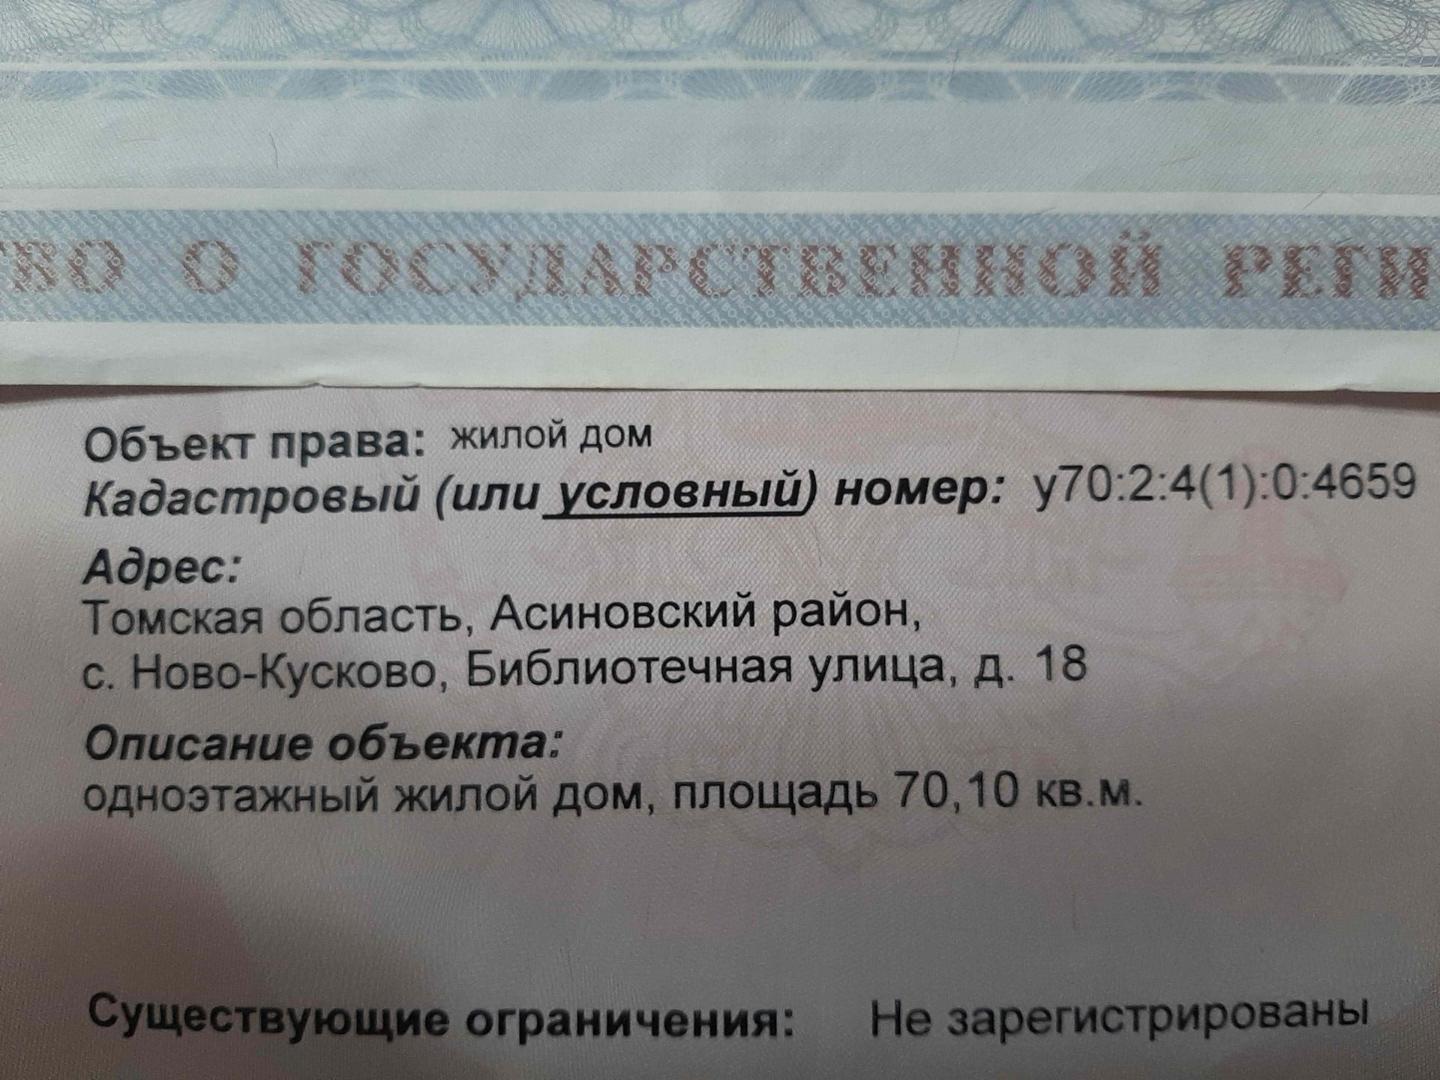 ВО О ГОСУДАРСТВЕННОЙ РЕГИ
Объект права: жилой дом
Кадастровый (или условный) номер: у70:2:4(1):0:4659
Адрес:
Томская область, Асиновский район,
с. Ново-Кусково, Библиотечная улица, д. 18
Описание объекта:
одноэтажный жилой дом, площадь 70,10 кв.м.
Существующие ограничения: Не зарегистрированы